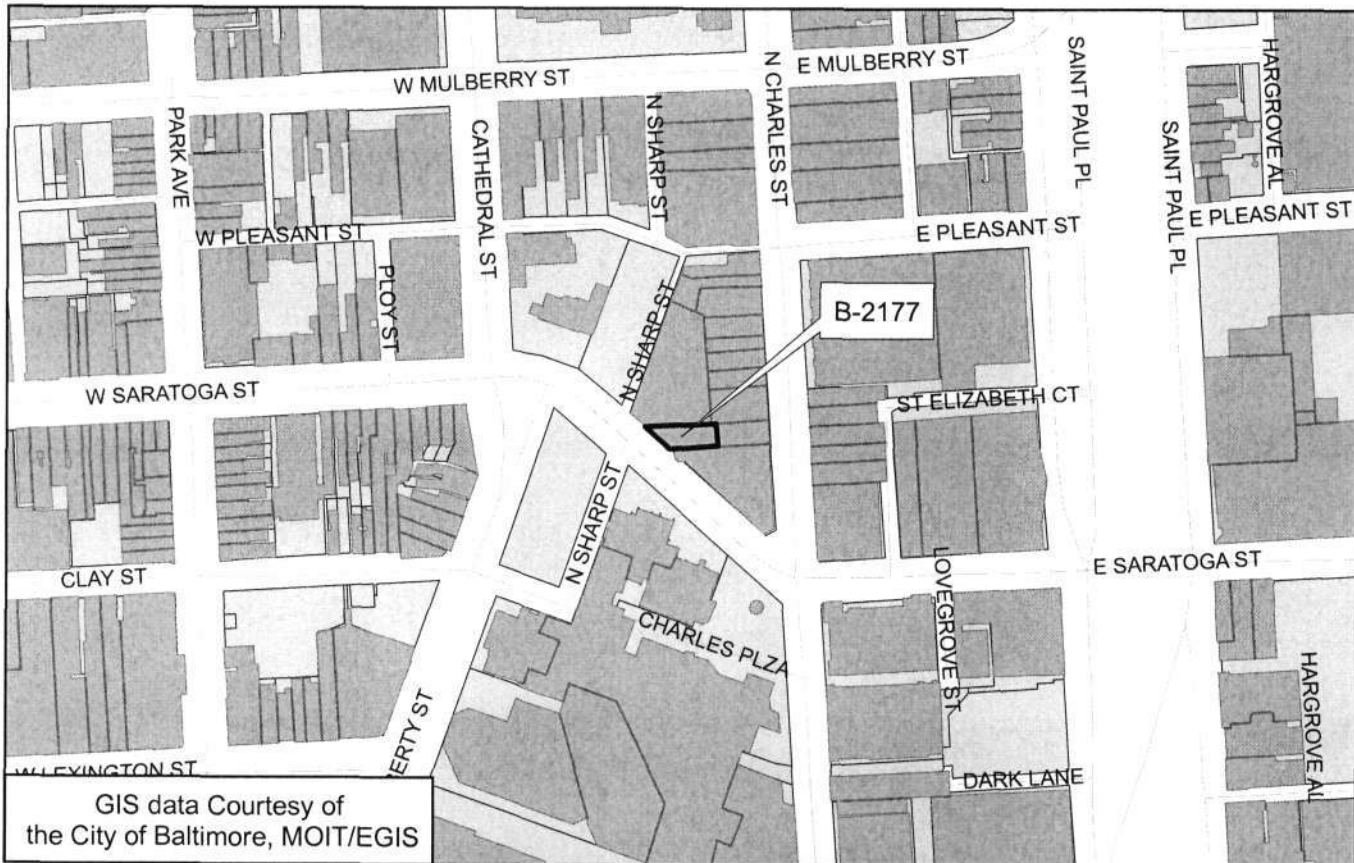 W MULBERRY ST
E MULBERRY ST
SAINT PAUL PL
HARGROVE AL
PARK AVE
CATHEDRAL ST
N SHARP ST
N CHARLES ST
SAINT PAUL PL
W PLEASANT ST
E PLEASANT ST
E PLEASANT ST
PLOY ST
N SHARP ST
B-2177
W SARATOGA ST
ST ELIZABETH CT
N SHARP ST
CLAY ST
E SARATOGA ST
LOVEGROVE ST
CHARLES PLZA
HARGROVE AL
ERTY ST
W LEXINGTON ST
DARK LANE
GIS data Courtesy of
the City of Baltimore, MOIT/EGIS